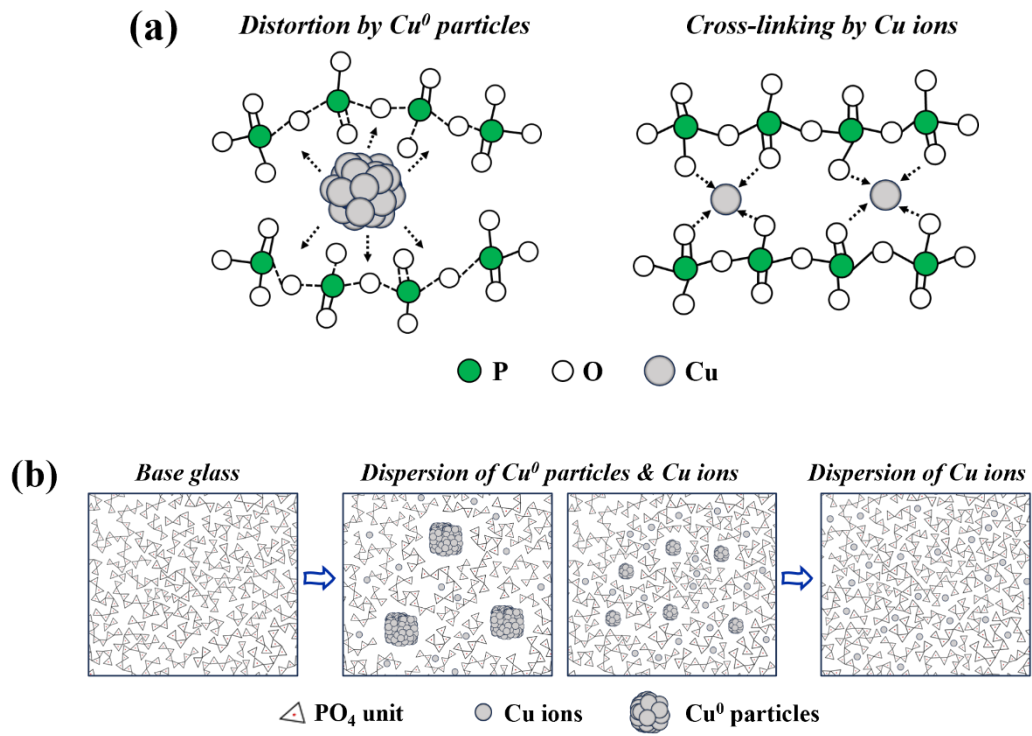 (a) Distortion by Cu⁰ particles Cross-linking by Cu ions
P O Cu
(b) Base glass Dispersion of Cu⁰ particles & Cu ions Dispersion of Cu ions
PO₄ unit Cu ions Cu⁰ particles